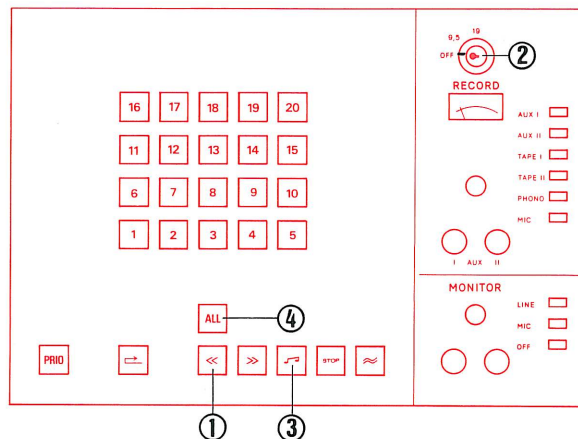 19
9,5
OFF
②
RECORD
16 17 18 19 20
AUX I
AUX II
11 12 13 14 15
TAPE I
TAPE II
6 7 8 9 10
PHONO
MIC
1 2 3 4 5
I AUX II
MONITOR
LINE
ALL
④
MIC
OFF
PRIO
<<
>>
STOP
≈
①
③